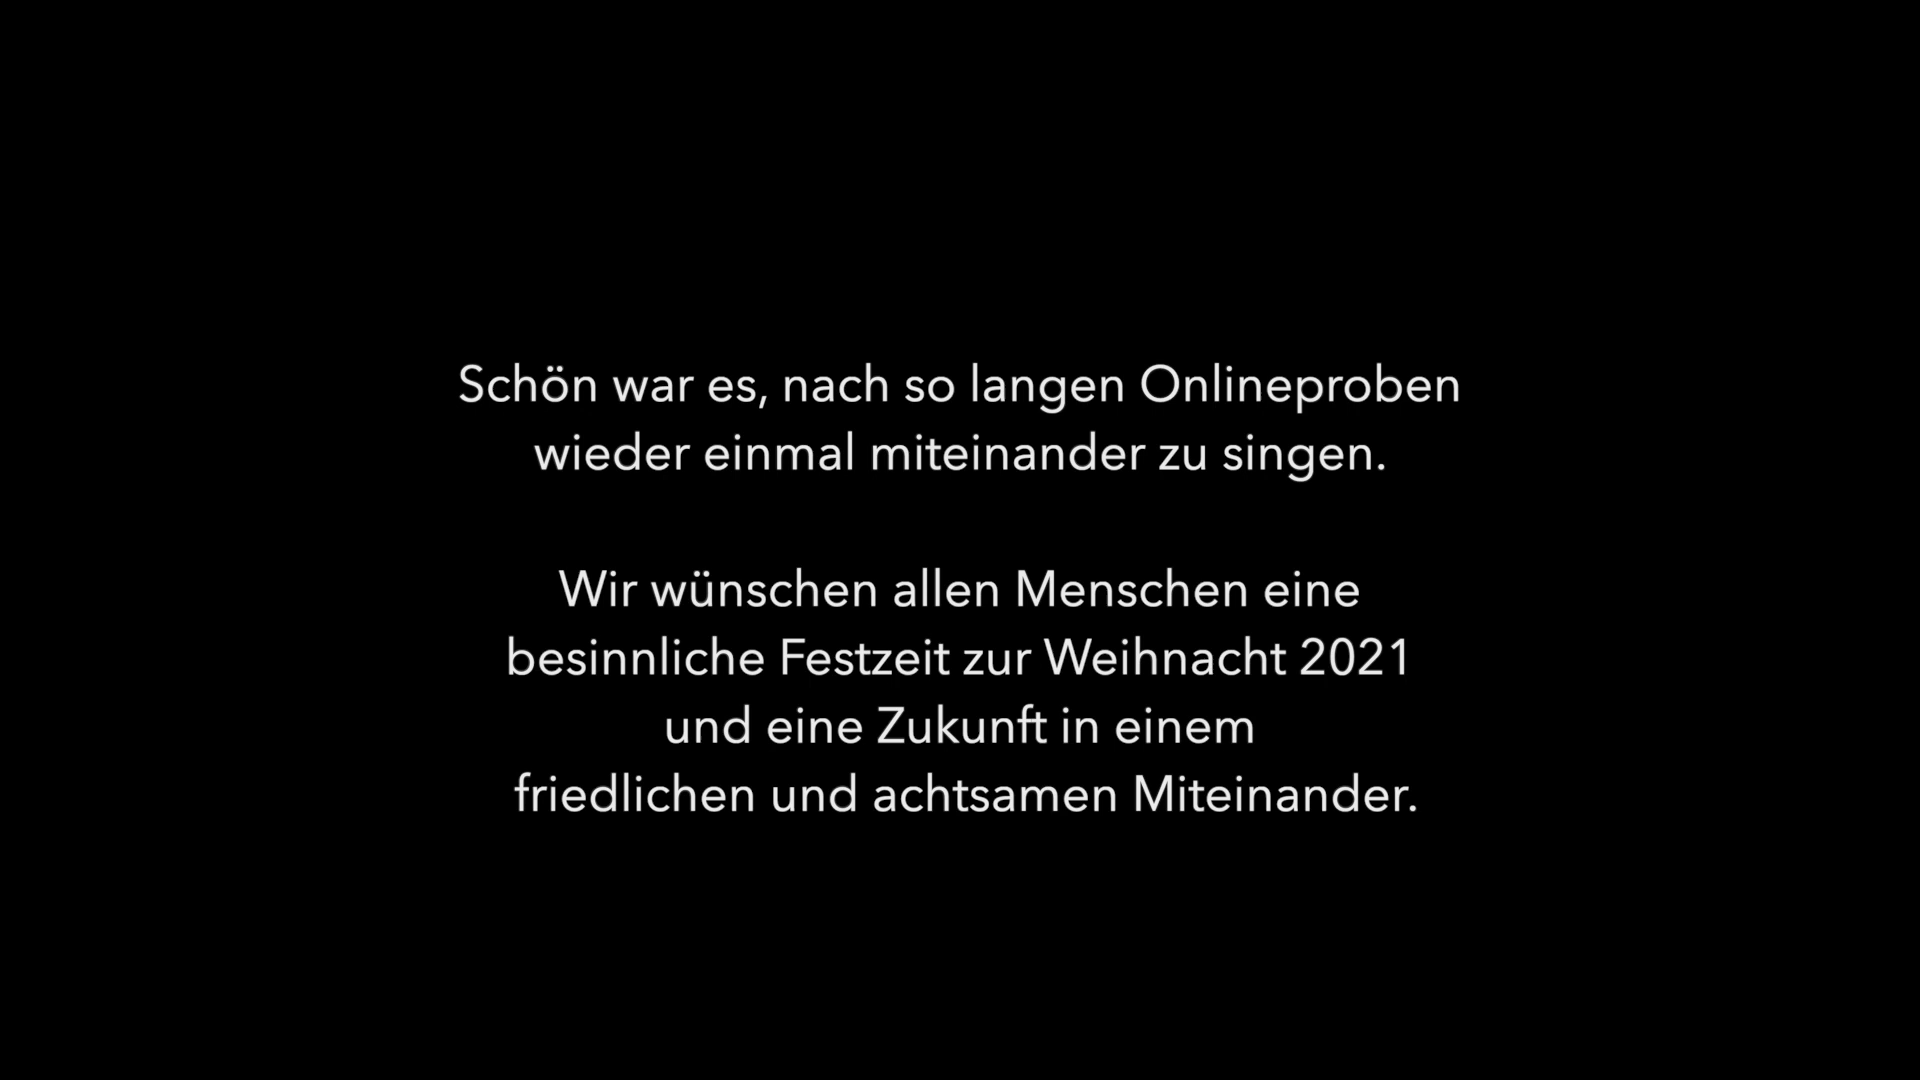 Schön war es, nach so langen Onlineproben
wieder einmal miteinander zu singen.
Wir wünschen allen Menschen eine
besinnliche Festzeit zur Weihnacht 2021
und eine Zukunft in einem
friedlichen und achtsamen Miteinander.